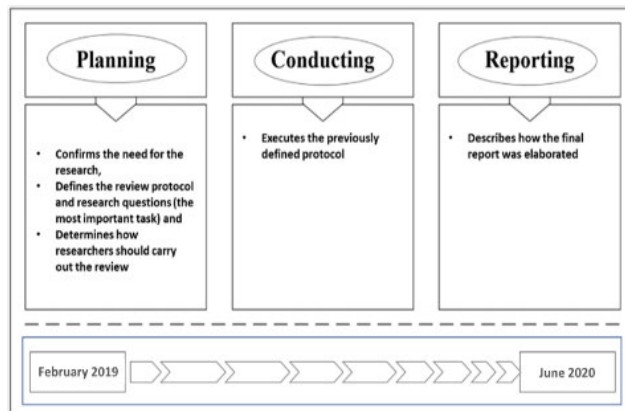 Planning
Conducting
Reporting
• Confirms the need for the
research,
• Defines the review protocol
and research questions (the
most important task) and
• Determines how
researchers should carry
out the review
• Executes the previously
defined protocol
• Describes how the final
report was elaborated
February 2019
June 2020